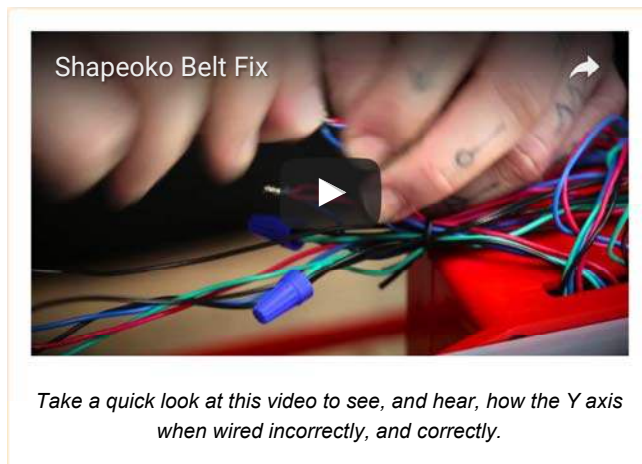 Shapeoko Belt Fix
Take a quick look at this video to see, and hear, how the Y axis
when wired incorrectly, and correctly.